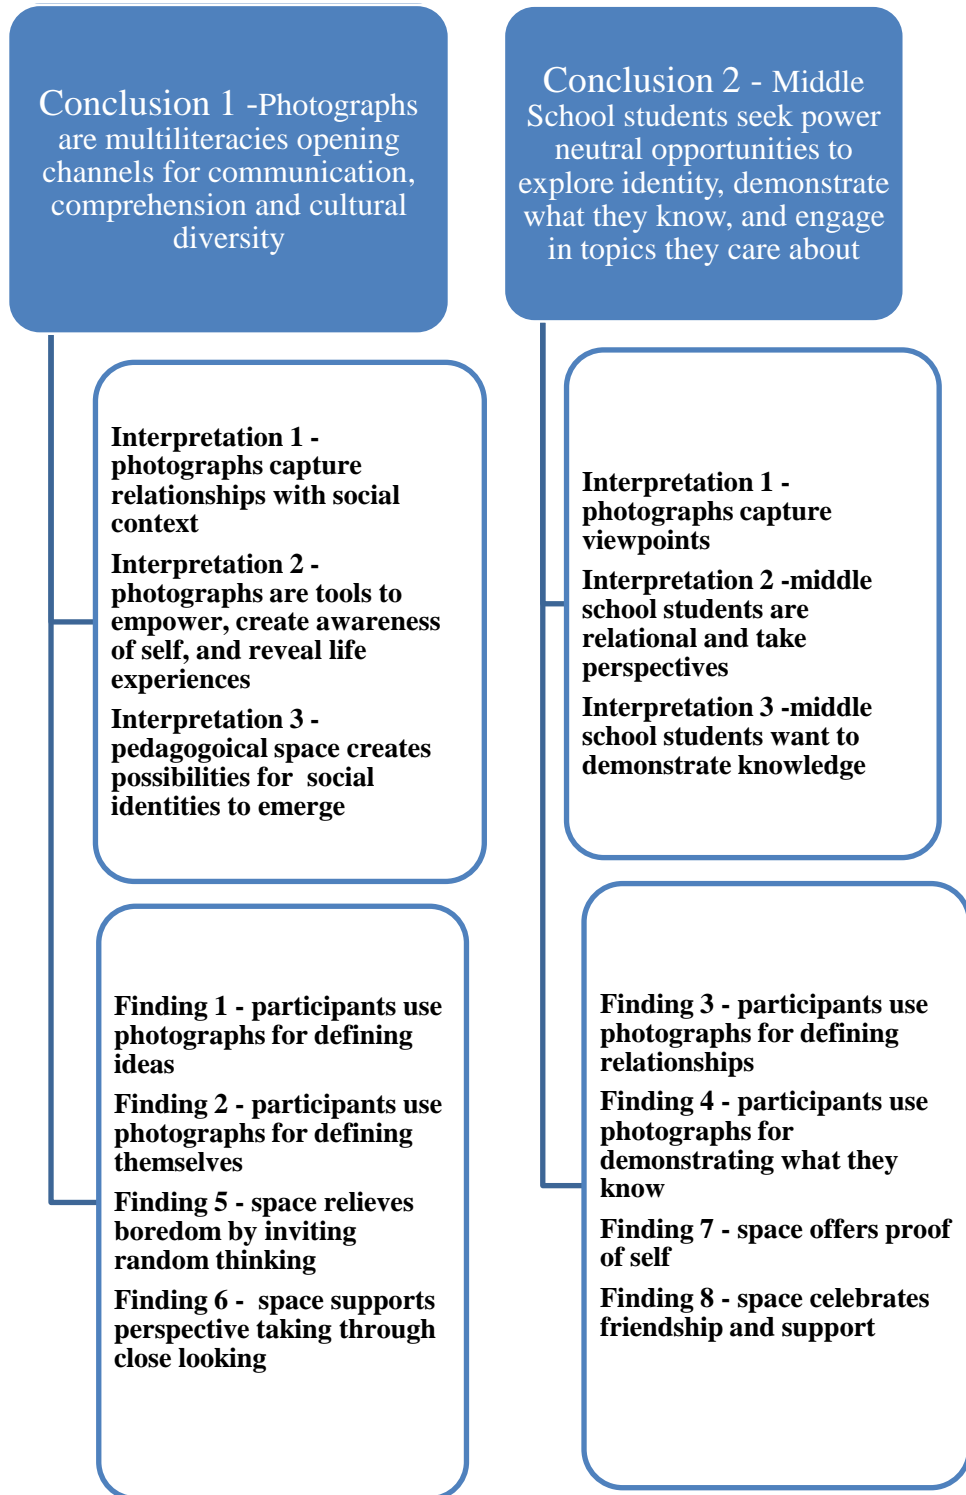 Conclusion 1 -Photographs
are multiliteracies opening
channels for communication,
comprehension and cultural
diversity
Interpretation 1 -
photographs capture
relationships with social
context
Interpretation 2 -
photographs are tools to
empower, create awareness
of self, and reveal life
experiences
Interpretation 3 -
pedagogoical space creates
possibilities for  social
identities to emerge
Finding 1 - participants use
photographs for defining
ideas
Finding 2 - participants use
photographs for defining
themselves
Finding 5 - space relieves
boredom by inviting
random thinking
Finding 6 -  space supports
perspective taking through
close looking
Conclusion 2 - Middle
School students seek power
neutral opportunities to
explore identity, demonstrate
what they know, and engage
in topics they care about
Interpretation 1 -
photographs capture
viewpoints
Interpretation 2 -middle
school students are
relational and take
perspectives
Interpretation 3 -middle
school students want to
demonstrate knowledge
Finding 3 - participants use
photographs for defining
relationships
Finding 4 - participants use
photographs for
demonstrating what they
know
Finding 7 - space offers proof
of self
Finding 8 - space celebrates
friendship and support